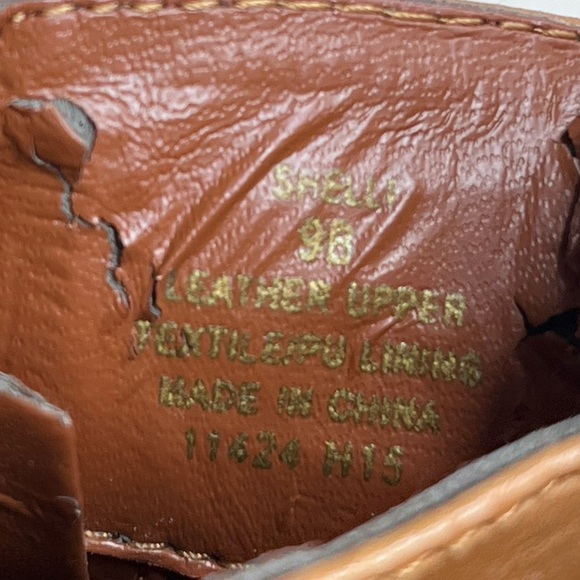 SHELLI
9B
LEATHER UPPER
TEXTILE/PU LINING
MADE IN CHINA
11624 H15